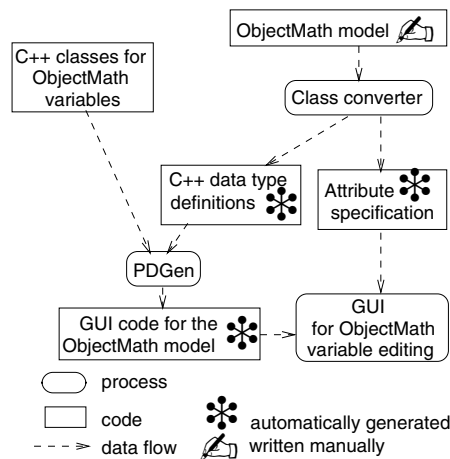 ObjectMath model
C++ classes for
ObjectMath
variables
Class converter
C++ data type
definitions
Attribute
specification
PDGen
GUI code for the
ObjectMath model
GUI
for ObjectMath
variable editing
process
code
automatically generated
data flow
written manually